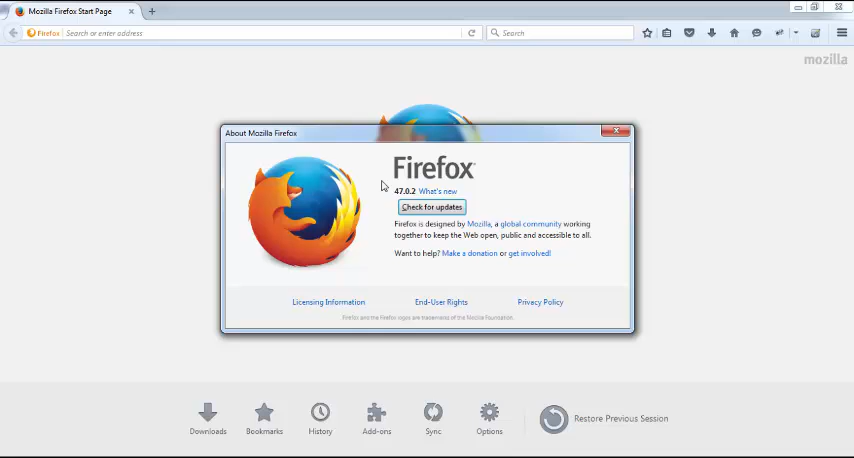 Mozilla Firefox Start Page
Firefox Search or enter address
Search
mozilla
About Mozilla Firefox
Firefox
47.0.2 What's new
Check for updates
Firefox is designed by Mozilla, a global community working
together to keep the Web open, public and accessible to all.
Want to help? Make a donation or get involved!
Licensing Information End-User Rights Privacy Policy
Firefox and the Firefox logos are trademarks of the Mozilla Foundation.
Downloads Bookmarks History Add-ons Sync Options Restore Previous Session